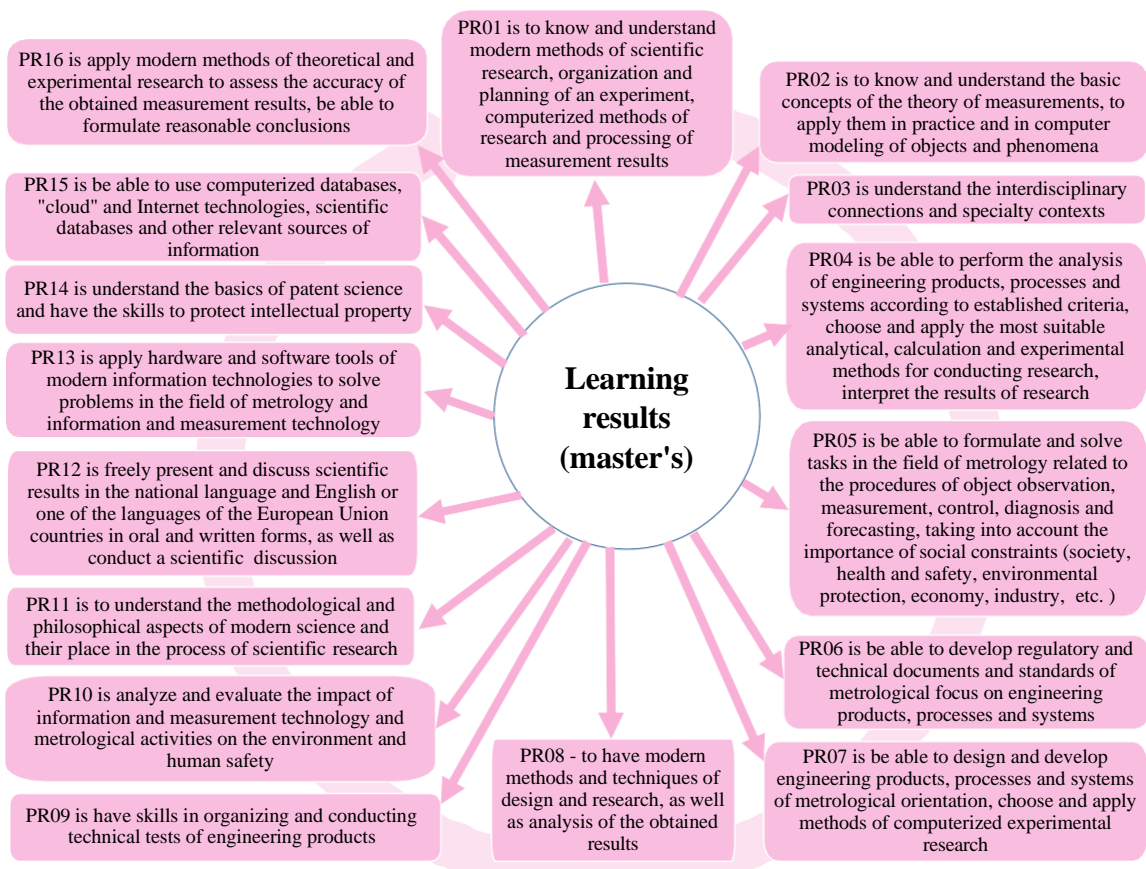 PR01 is to know and understand
modern methods of scientific
research, organization and
planning of an experiment,
computerized methods of
research and processing of
measurement results
PR02 is to know and understand the basic
concepts of the theory of measurements, to
apply them in practice and in computer
modeling of objects and phenomena
PR03 is understand the interdisciplinary
connections and specialty contexts
PR04 is be able to perform the analysis
of engineering products, processes and
systems according to established criteria,
choose and apply the most suitable
analytical, calculation and experimental
methods for conducting research,
interpret the results of research
PR05 is be able to formulate and solve
tasks in the field of metrology related to
the procedures of object observation,
measurement, control, diagnosis and
forecasting, taking into account the
importance of social constraints (society,
health and safety, environmental
protection, economy, industry, etc. )
PR06 is be able to develop regulatory and
technical documents and standards of
metrological focus on engineering
products, processes and systems
PR07 is be able to design and develop
engineering products, processes and systems
of metrological orientation, choose and apply
methods of computerized experimental
research
PR08 - to have modern
methods and techniques of
design and research, as well
as analysis of the obtained
results
PR09 is have skills in organizing and conducting
technical tests of engineering products
PR10 is analyze and evaluate the impact of
information and measurement technology and
metrological activities on the environment and
human safety
PR11 is to understand the methodological and
philosophical aspects of modern science and
their place in the process of scientific research
PR12 is freely present and discuss scientific
results in the national language and English or
one of the languages of the European Union
countries in oral and written forms, as well as
conduct a scientific discussion
PR13 is apply hardware and software tools of
modern information technologies to solve
problems in the field of metrology and
information and measurement technology
PR14 is understand the basics of patent science
and have the skills to protect intellectual property
PR15 is be able to use computerized databases,
"cloud" and Internet technologies, scientific
databases and other relevant sources of
information
PR16 is apply modern methods of theoretical and
experimental research to assess the accuracy of
the obtained measurement results, be able to
formulate reasonable conclusions
Learning
results
(master's)